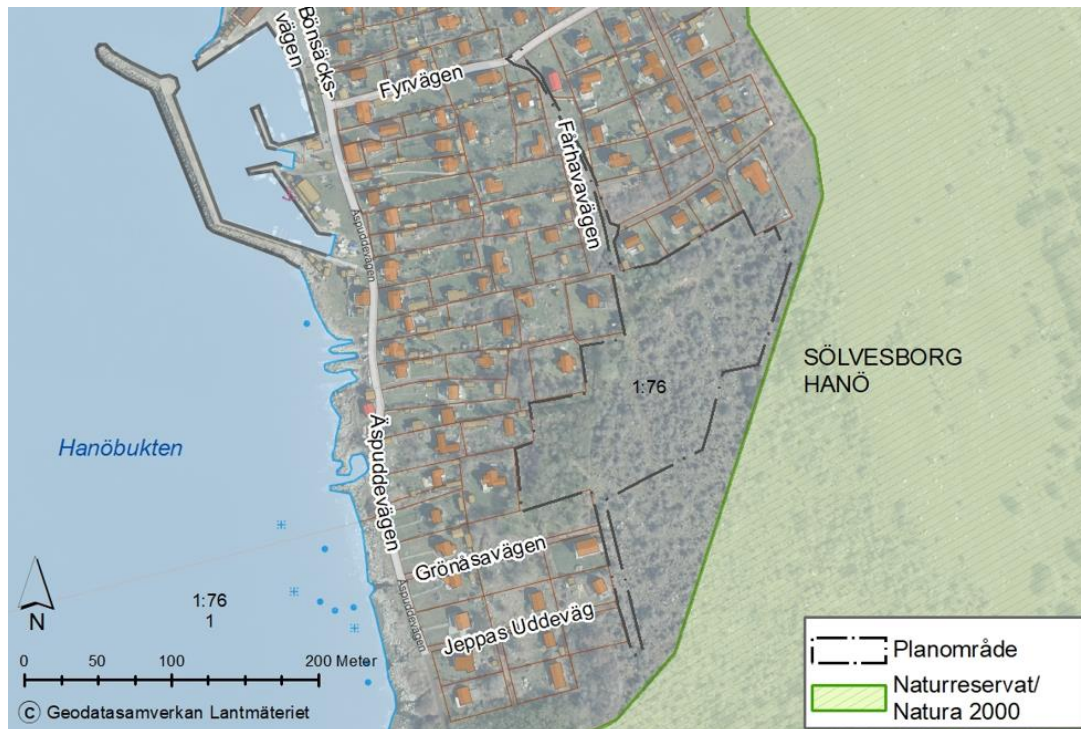 Bönsäcks-
vägen
Fyrvägen
Fårhavavägen
Äspuddevägen
1:76
SÖLVESBORG
HANÖ
Hanöbukten
Äspuddevägen
Grönåsavägen
Äspuddevägen
Jeppas Uddeväg
1:76
1
N
0 50 100 200 Meter
© Geodatasamverkan Lantmäteriet
Planområde
Naturreservat/
Natura 2000